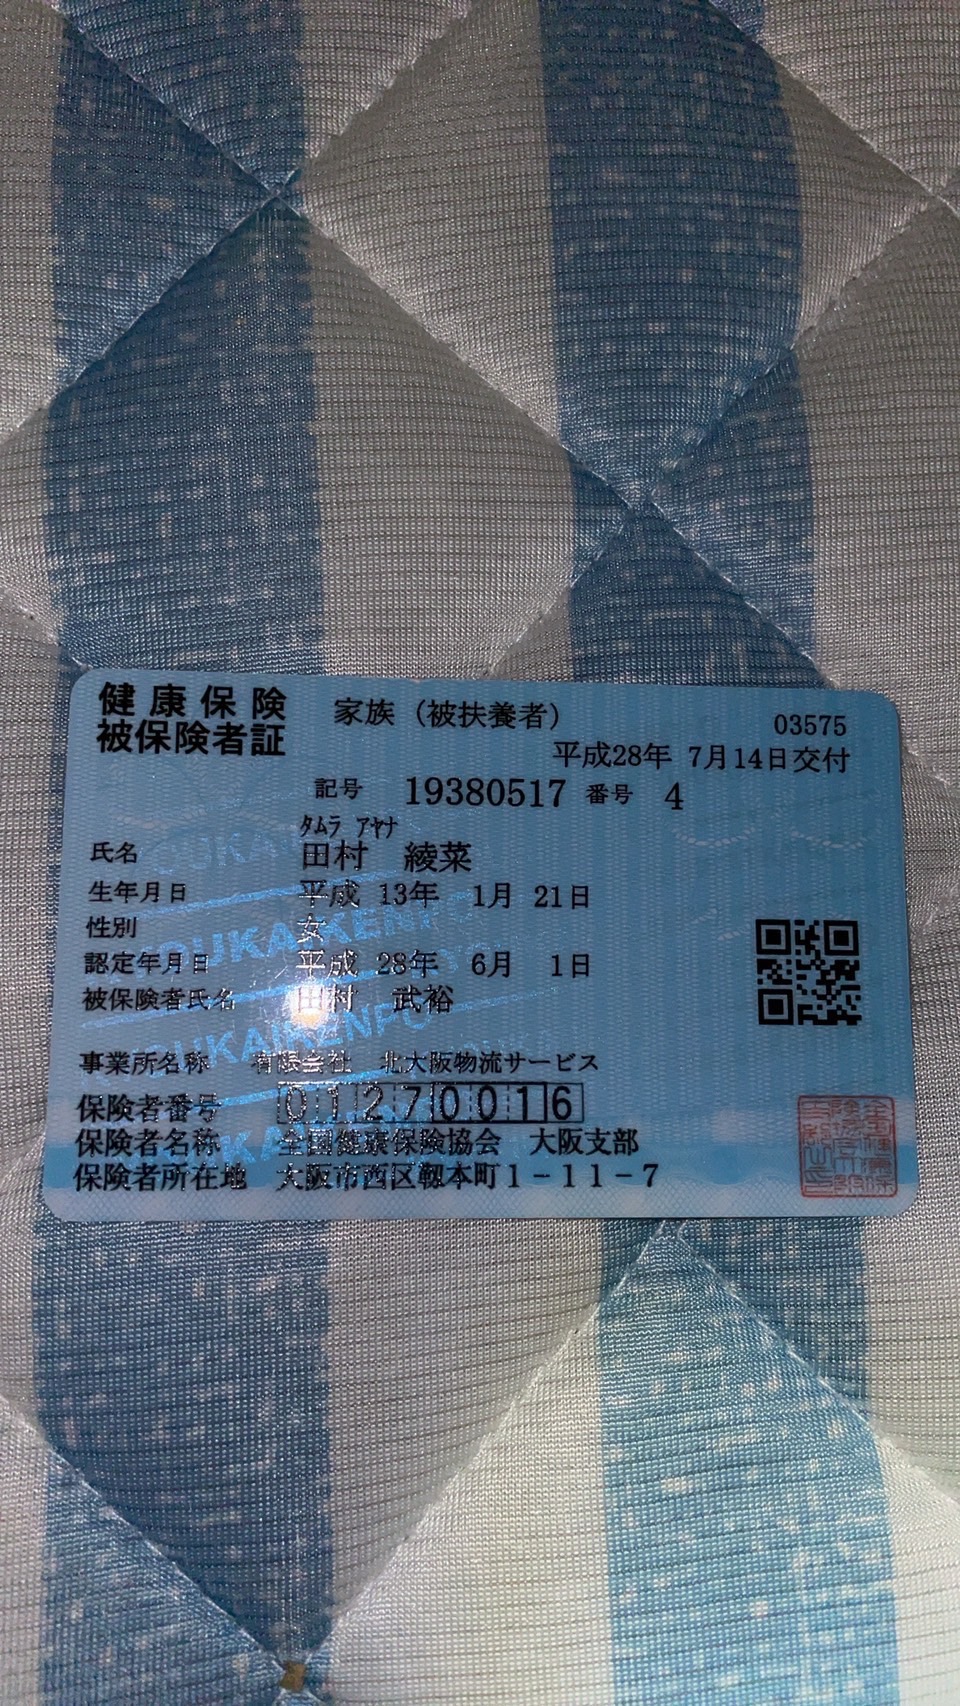 健康保険 家族（被扶養者） 03575
被保険者証 平成28年 7月14日交付
記号 19380517 番号 4
ﾀﾑﾗ ｱﾔﾅ
氏名 田村 綾菜
生年月日 平成 13年 1月 21日
性別 女
認定年月日 平成 28年 6月 1日
被保険者氏名 田村 武裕
事業所名称 有限会社 北大阪物流サービス
保険者番号 01270016
保険者名称 全国健康保険協会 大阪支部
保険者所在地 大阪市西区靱本町1－11－7